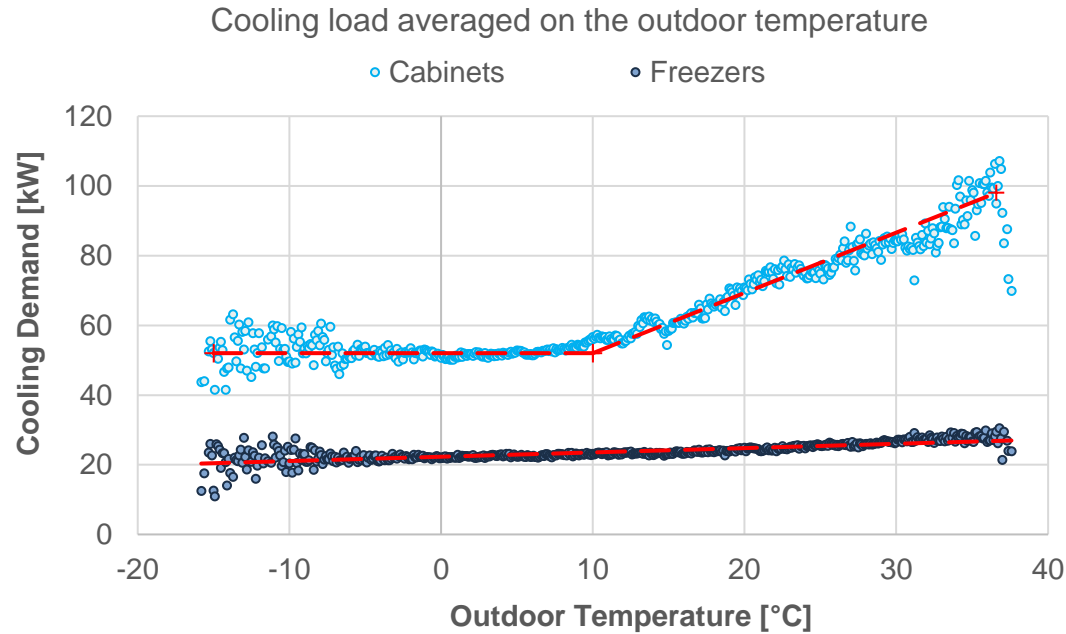 Cooling load averaged on the outdoor temperature
Cabinets
Freezers
Cooling Demand [kW]
120
100
80
60
40
20
0
-20
-10
0
10
20
30
40
Outdoor Temperature [°C]